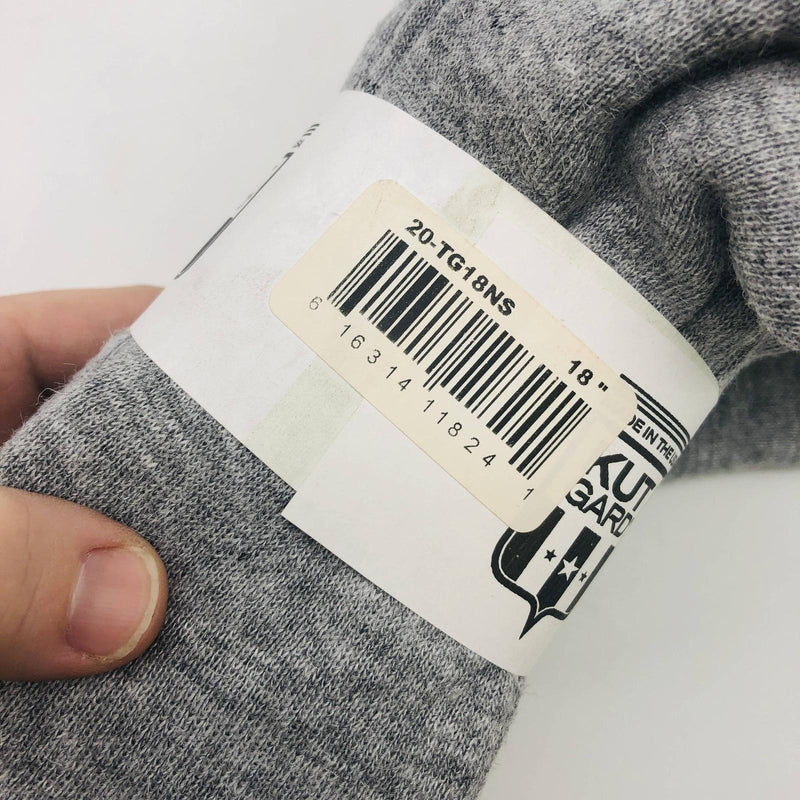 20-TG18NS
18"
6 16314 11824 1
DE IN THE
KUT
GARD